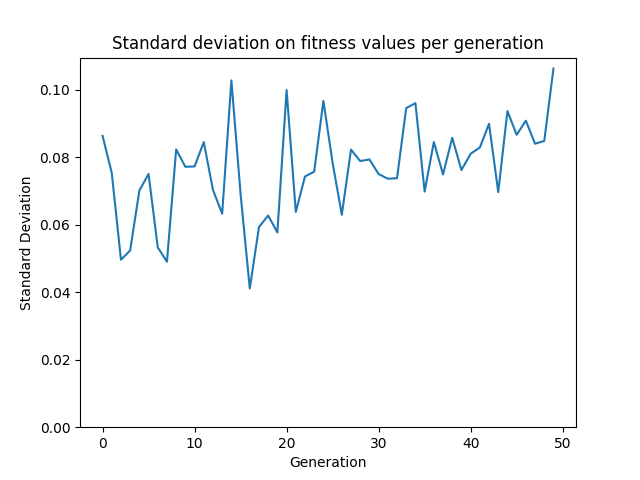 Standard deviation on fitness values per generation
0.10
0.08
0.06
0.04
0.02
0.00
Standard Deviation
0 10 20 30 40 50
Generation